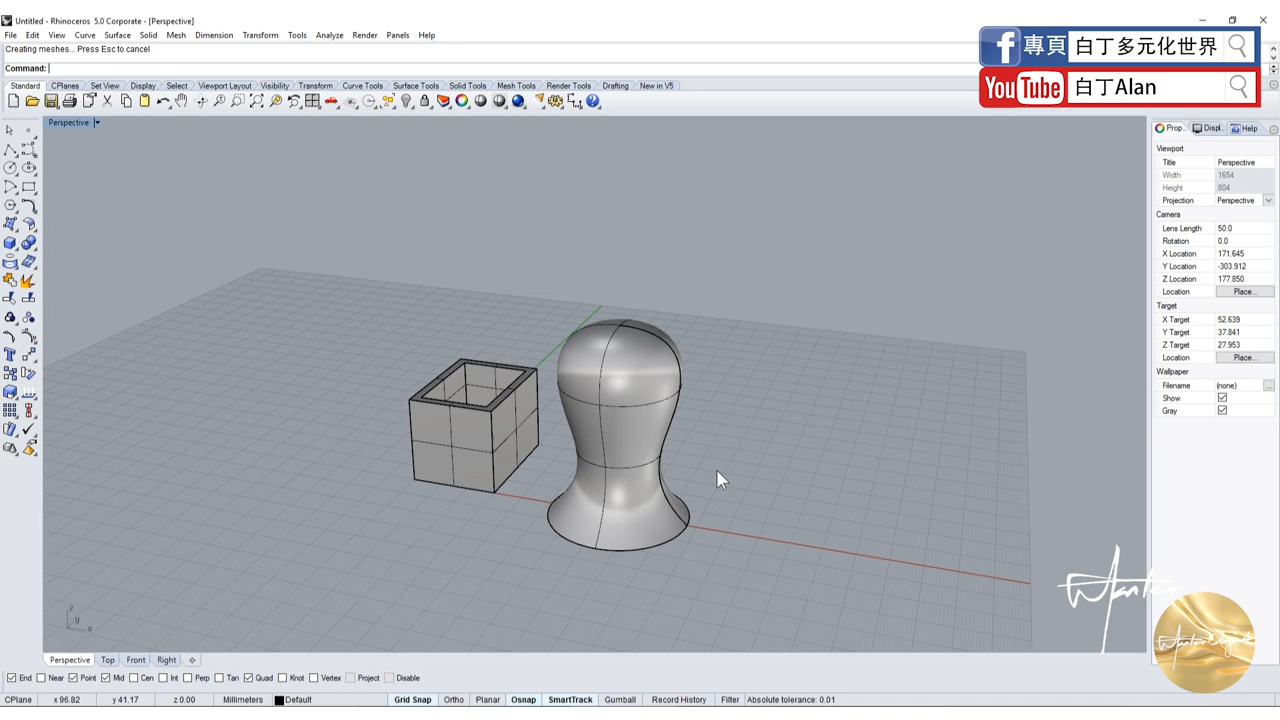 Untitled - Rhinoceros 5.0 Corporate - [Perspective]
File Edit View Curve Surface Solid Mesh Dimension Transform Tools Analyze Render Panels Help
Creating meshes... Press Esc to cancel
Command:
f 專頁 白丁多元化世界
YouTube 白丁Alan
Standard CPlanes Set View Display Select Viewport Layout Visibility Transform Curve Tools Surface Tools Solid Tools Mesh Tools Render Tools Drafting New in V5
Perspective
Prop... Displ... Help
Viewport
Title Perspective
Width 1654
Height 804
Projection Perspective
Camera
Lens Length 50.0
Rotation 0.0
X Location 171.645
Y Location -303.912
Z Location 177.850
Location Place...
Target
X Target 52.639
Y Target 37.841
Z Target 27.953
Location Place...
Wallpaper
Filename (none) ...
Show
Gray
z
y
x
Perspective Top Front Right
End Near Point Mid Cen Int Perp Tan Quad Knot Vertex Project Disable
CPlane x 96.82 y 41.17 z 0.00 Millimeters Default Grid Snap Ortho Planar Osnap SmartTrack Gumball Record History Filter Absolute tolerance: 0.01